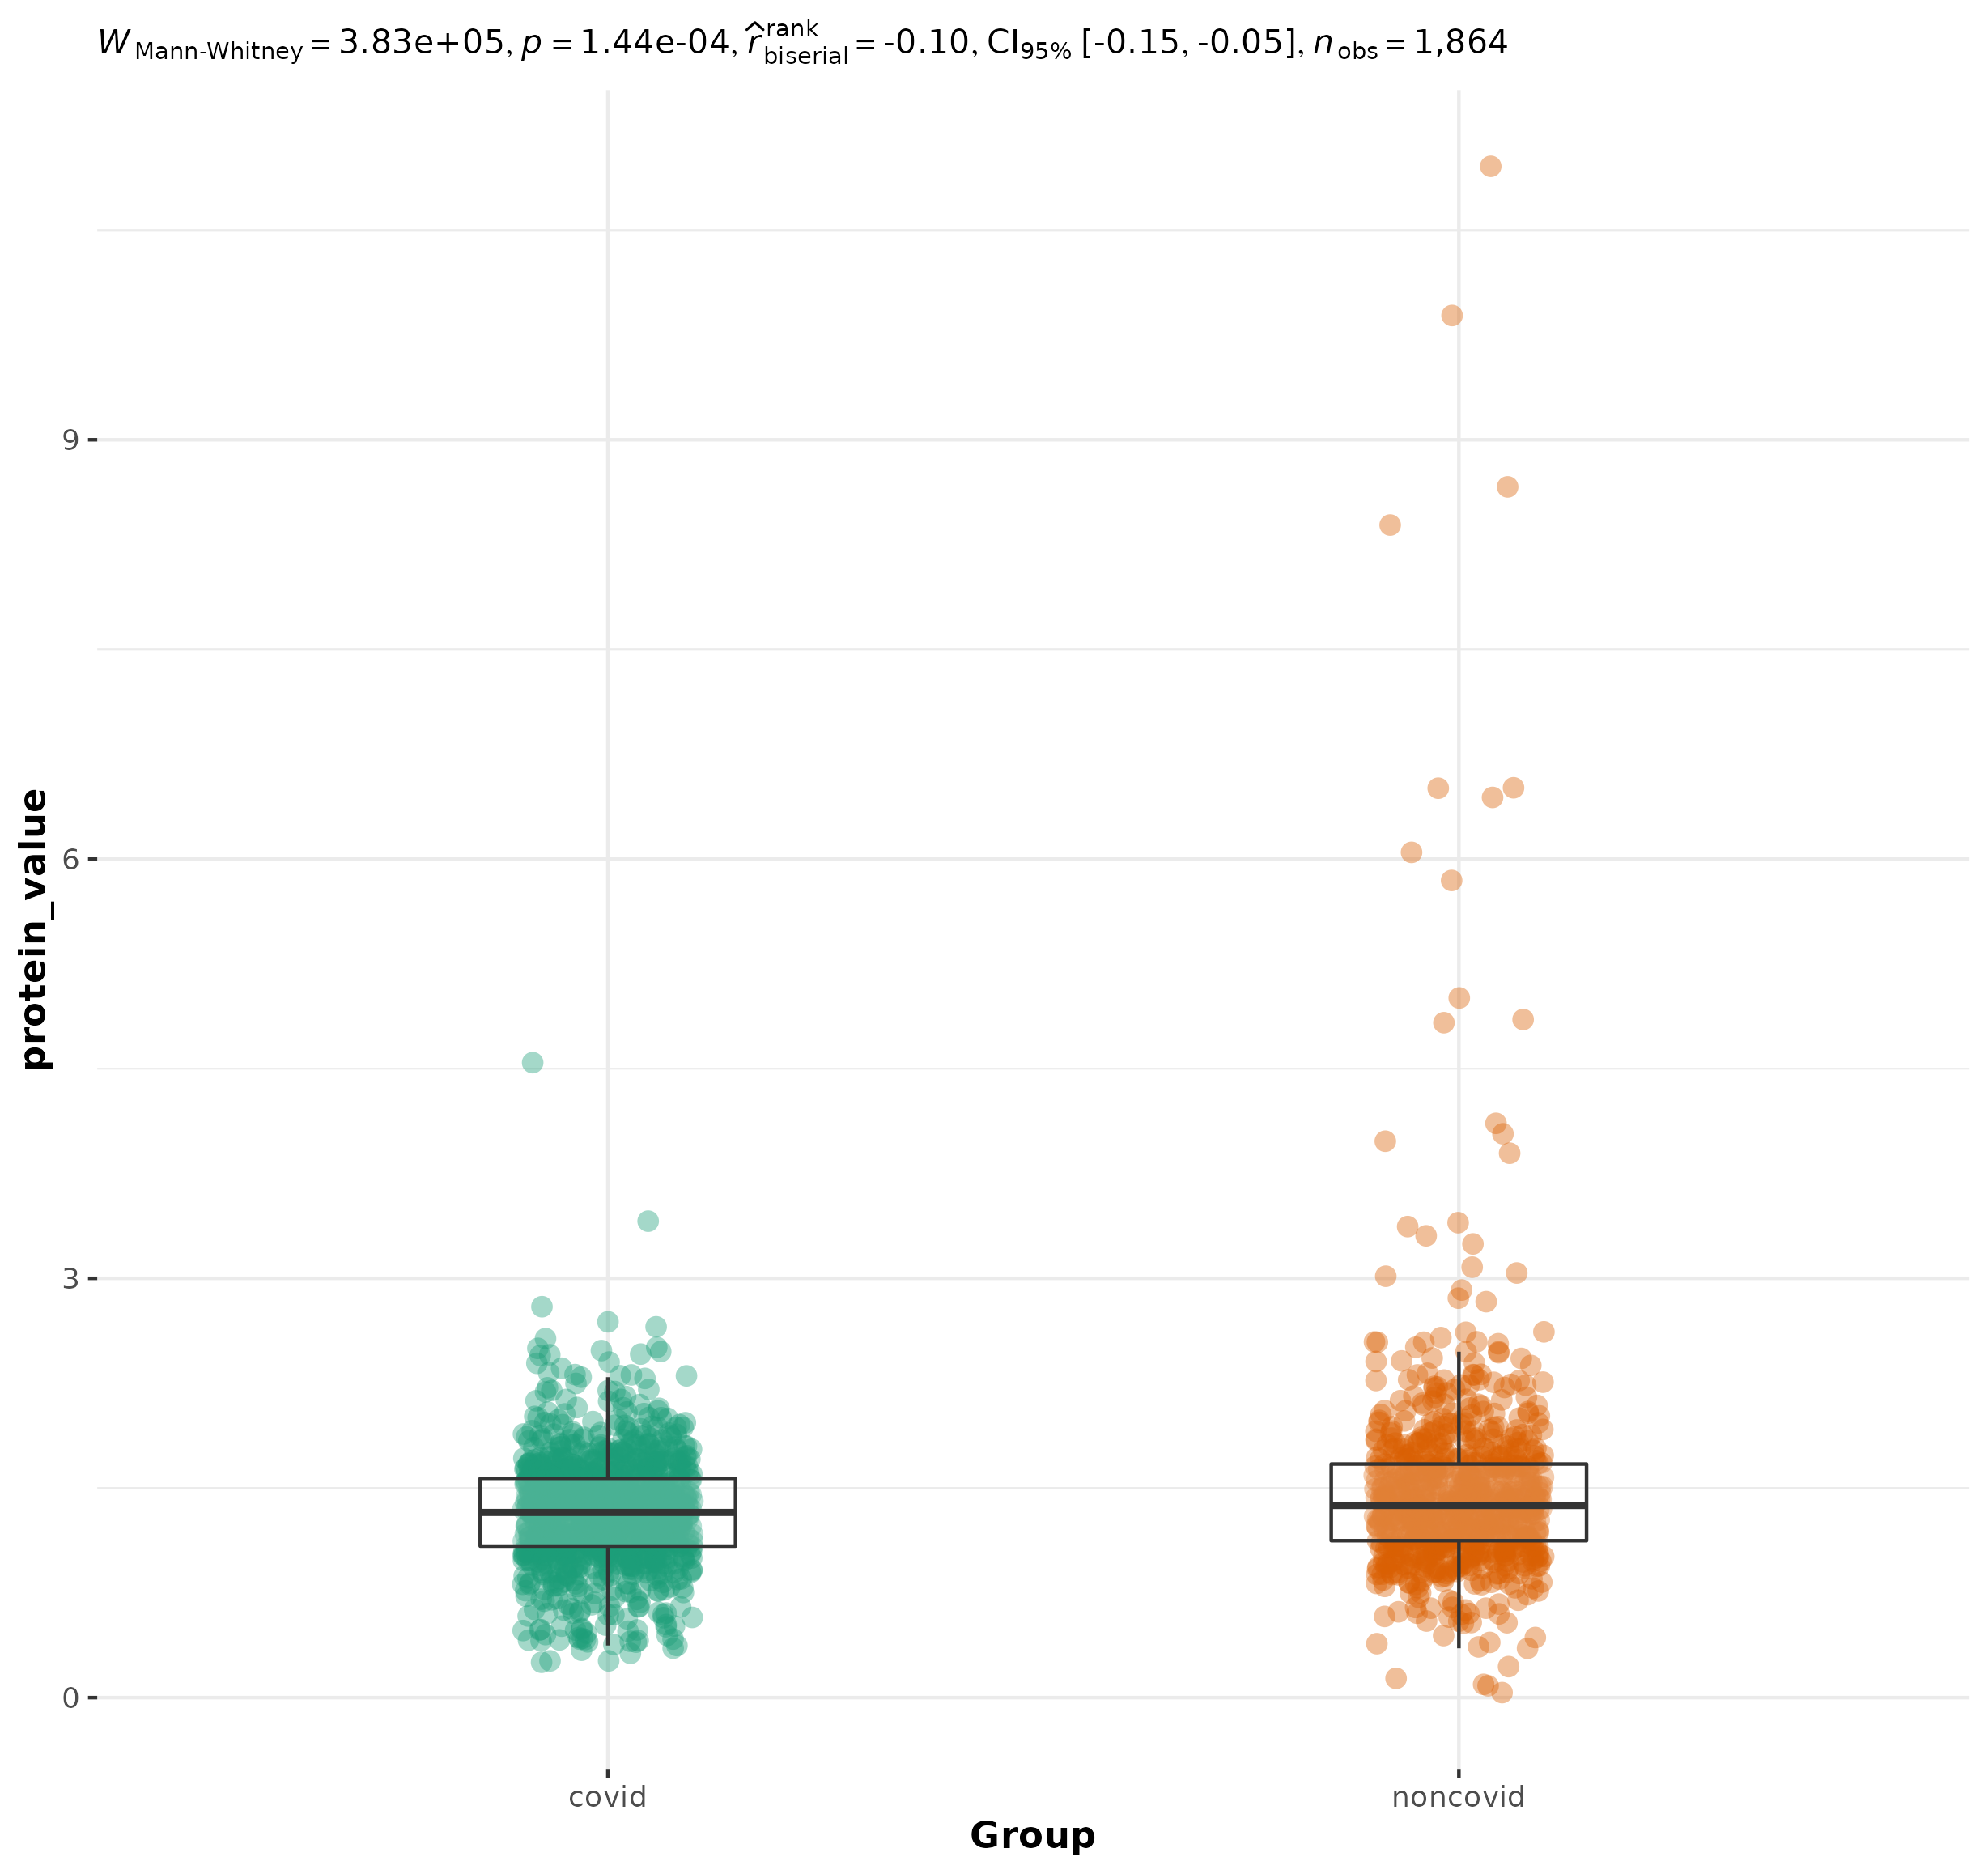 W Mann-Whitney = 3.83e+05, p = 1.44e-04, r̂ rank biserial = -0.10, CI95% [-0.15, -0.05], n obs = 1,864
9
6
3
0
protein_value
covid noncovid
Group